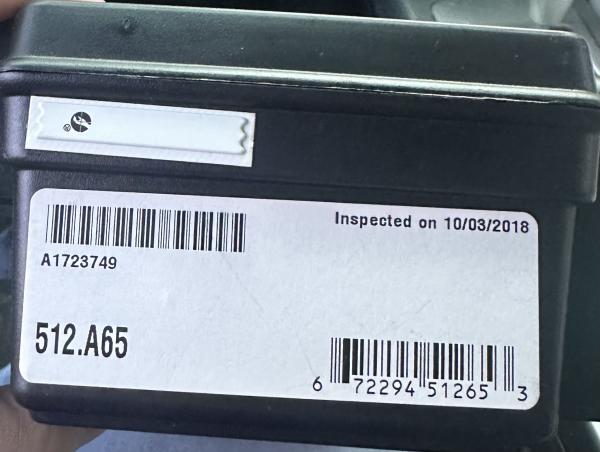 ®
Inspected on 10/03/2018
A1723749
512.A65
6 72294 51265 3